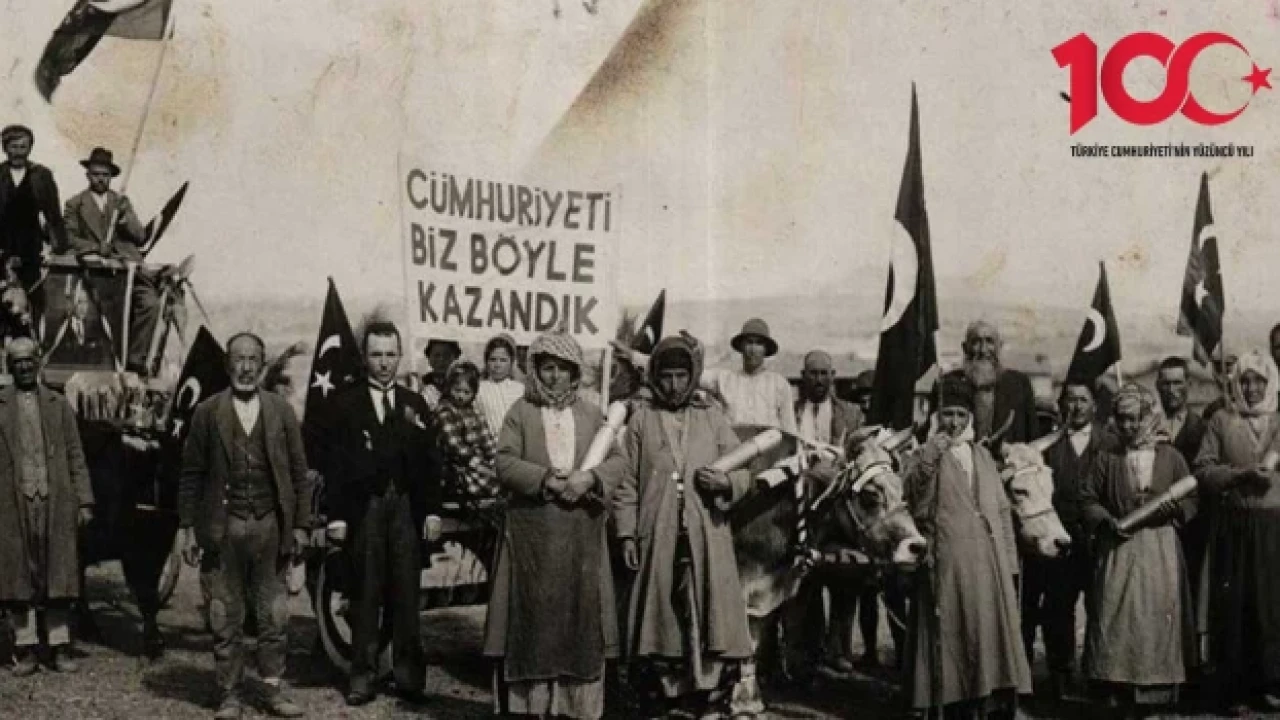 CÜMHURİYETİ
BİZ BÖYLE
KAZANDIK
100
TÜRKİYE CUMHURİYETİ'NİN YÜZÜNCÜ YILI